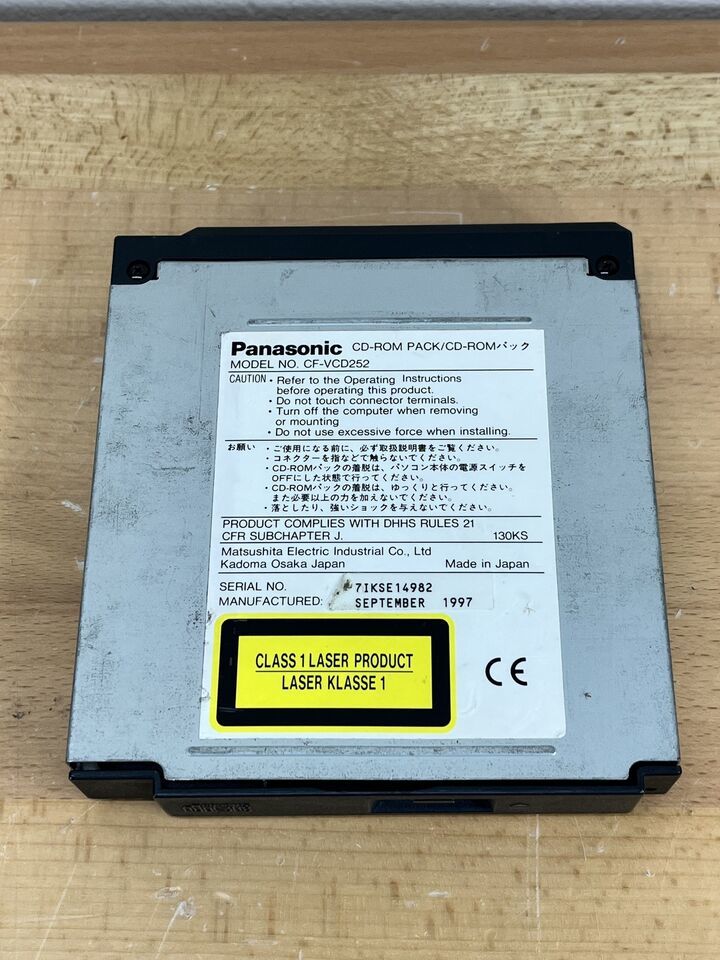 Panasonic CD-ROM PACK/CD-ROMパック
MODEL NO. CF-VCD252
CAUTION • Refer to the Operating Instructions
before operating this product.
• Do not touch connector terminals.
• Turn off the computer when removing
or mounting
• Do not use excessive force when installing.
お願い ・ご使用になる前に、必ず取扱説明書をご覧ください。
・コネクターを指などで触らないでください。
・CD-ROMパックの着脱は、パソコン本体の電源スイッチを
OFFにした状態で行ってください。
・CD-ROMパックの着脱は、ゆっくりと行ってください。
また必要以上の力を加えないでください。
・落としたり、強いショックを与えないでください。
PRODUCT COMPLIES WITH DHHS RULES 21
CFR SUBCHAPTER J. 130KS
Matsushita Electric Industrial Co., Ltd
Kadoma Osaka Japan Made in Japan
SERIAL NO. 7IKSE14982
MANUFACTURED: SEPTEMBER 1997
CLASS 1 LASER PRODUCT
LASER KLASSE 1
CE